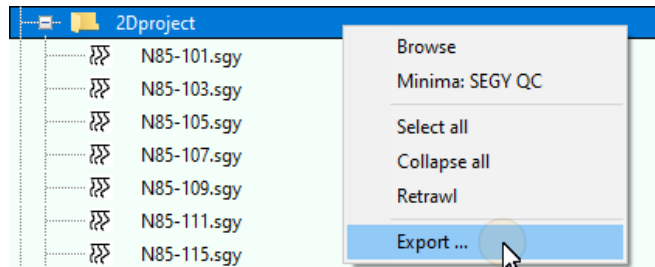 2Dproject
N85-101.sgy
N85-103.sgy
N85-105.sgy
N85-107.sgy
N85-109.sgy
N85-111.sgy
N85-115.sgy
Browse
Minima: SEGY QC
Select all
Collapse all
Retrawl
Export ...